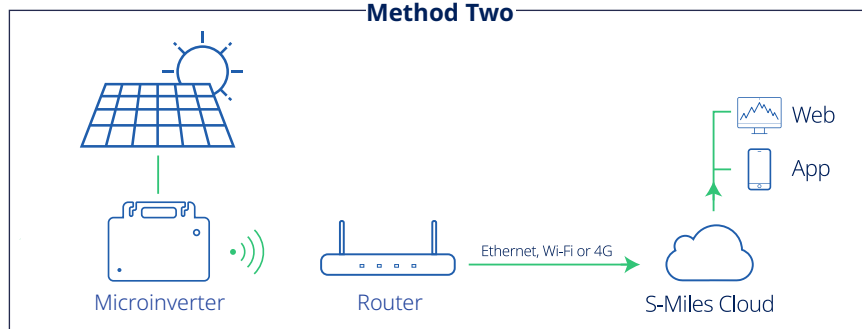 Method Two
Web
App
Ethernet, Wi-Fi or 4G
Microinverter
Router
S-Miles Cloud